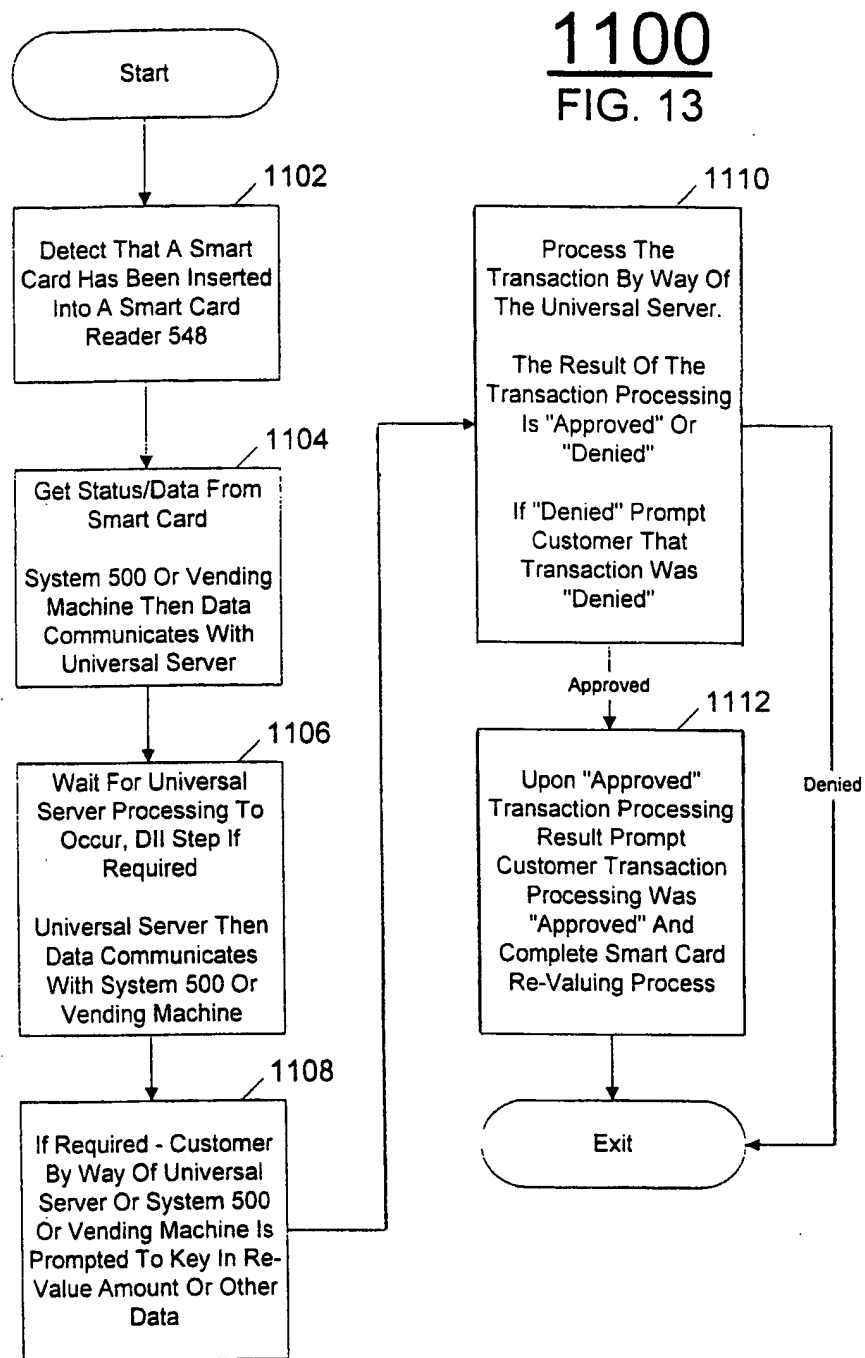 1100
FIG. 13
Start
1102
Detect That A Smart
Card Has Been Inserted
Into A Smart Card
Reader 548
1104
Get Status/Data From
Smart Card
System 500 Or Vending
Machine Then Data
Communicates With
Universal Server
1106
Wait For Universal
Server Processing To
Occur, DII Step If
Required
Universal Server Then
Data Communicates
With System 500 Or
Vending Machine
1108
If Required - Customer
By Way Of Universal
Server Or System 500
Or Vending Machine Is
Prompted To Key In Re-
Value Amount Or Other
Data
1110
Process The
Transaction By Way Of
The Universal Server.
The Result Of The
Transaction Processing
Is "Approved" Or
"Denied"
If "Denied" Prompt
Customer That
Transaction Was
"Denied"
Approved
Denied
1112
Upon "Approved"
Transaction Processing
Result Prompt
Customer Transaction
Processing Was
"Approved" And
Complete Smart Card
Re-Valuing Process
Exit